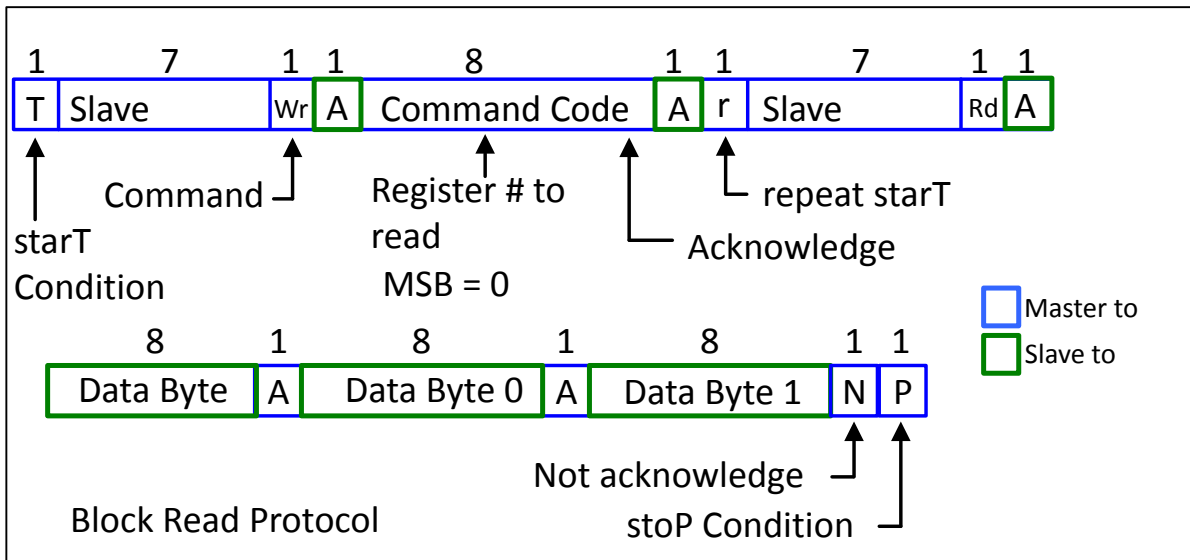 1 7 1 1 8 1 1 7 1 1
T Slave Wr A Command Code A r Slave Rd A
Command
Register # to
read
MSB = 0
repeat starT
Acknowledge
starT
Condition
Master to
Slave to
8 1 8 1 8 1 1
Data Byte A Data Byte 0 A Data Byte 1 N P
Not acknowledge
stoP Condition
Block Read Protocol